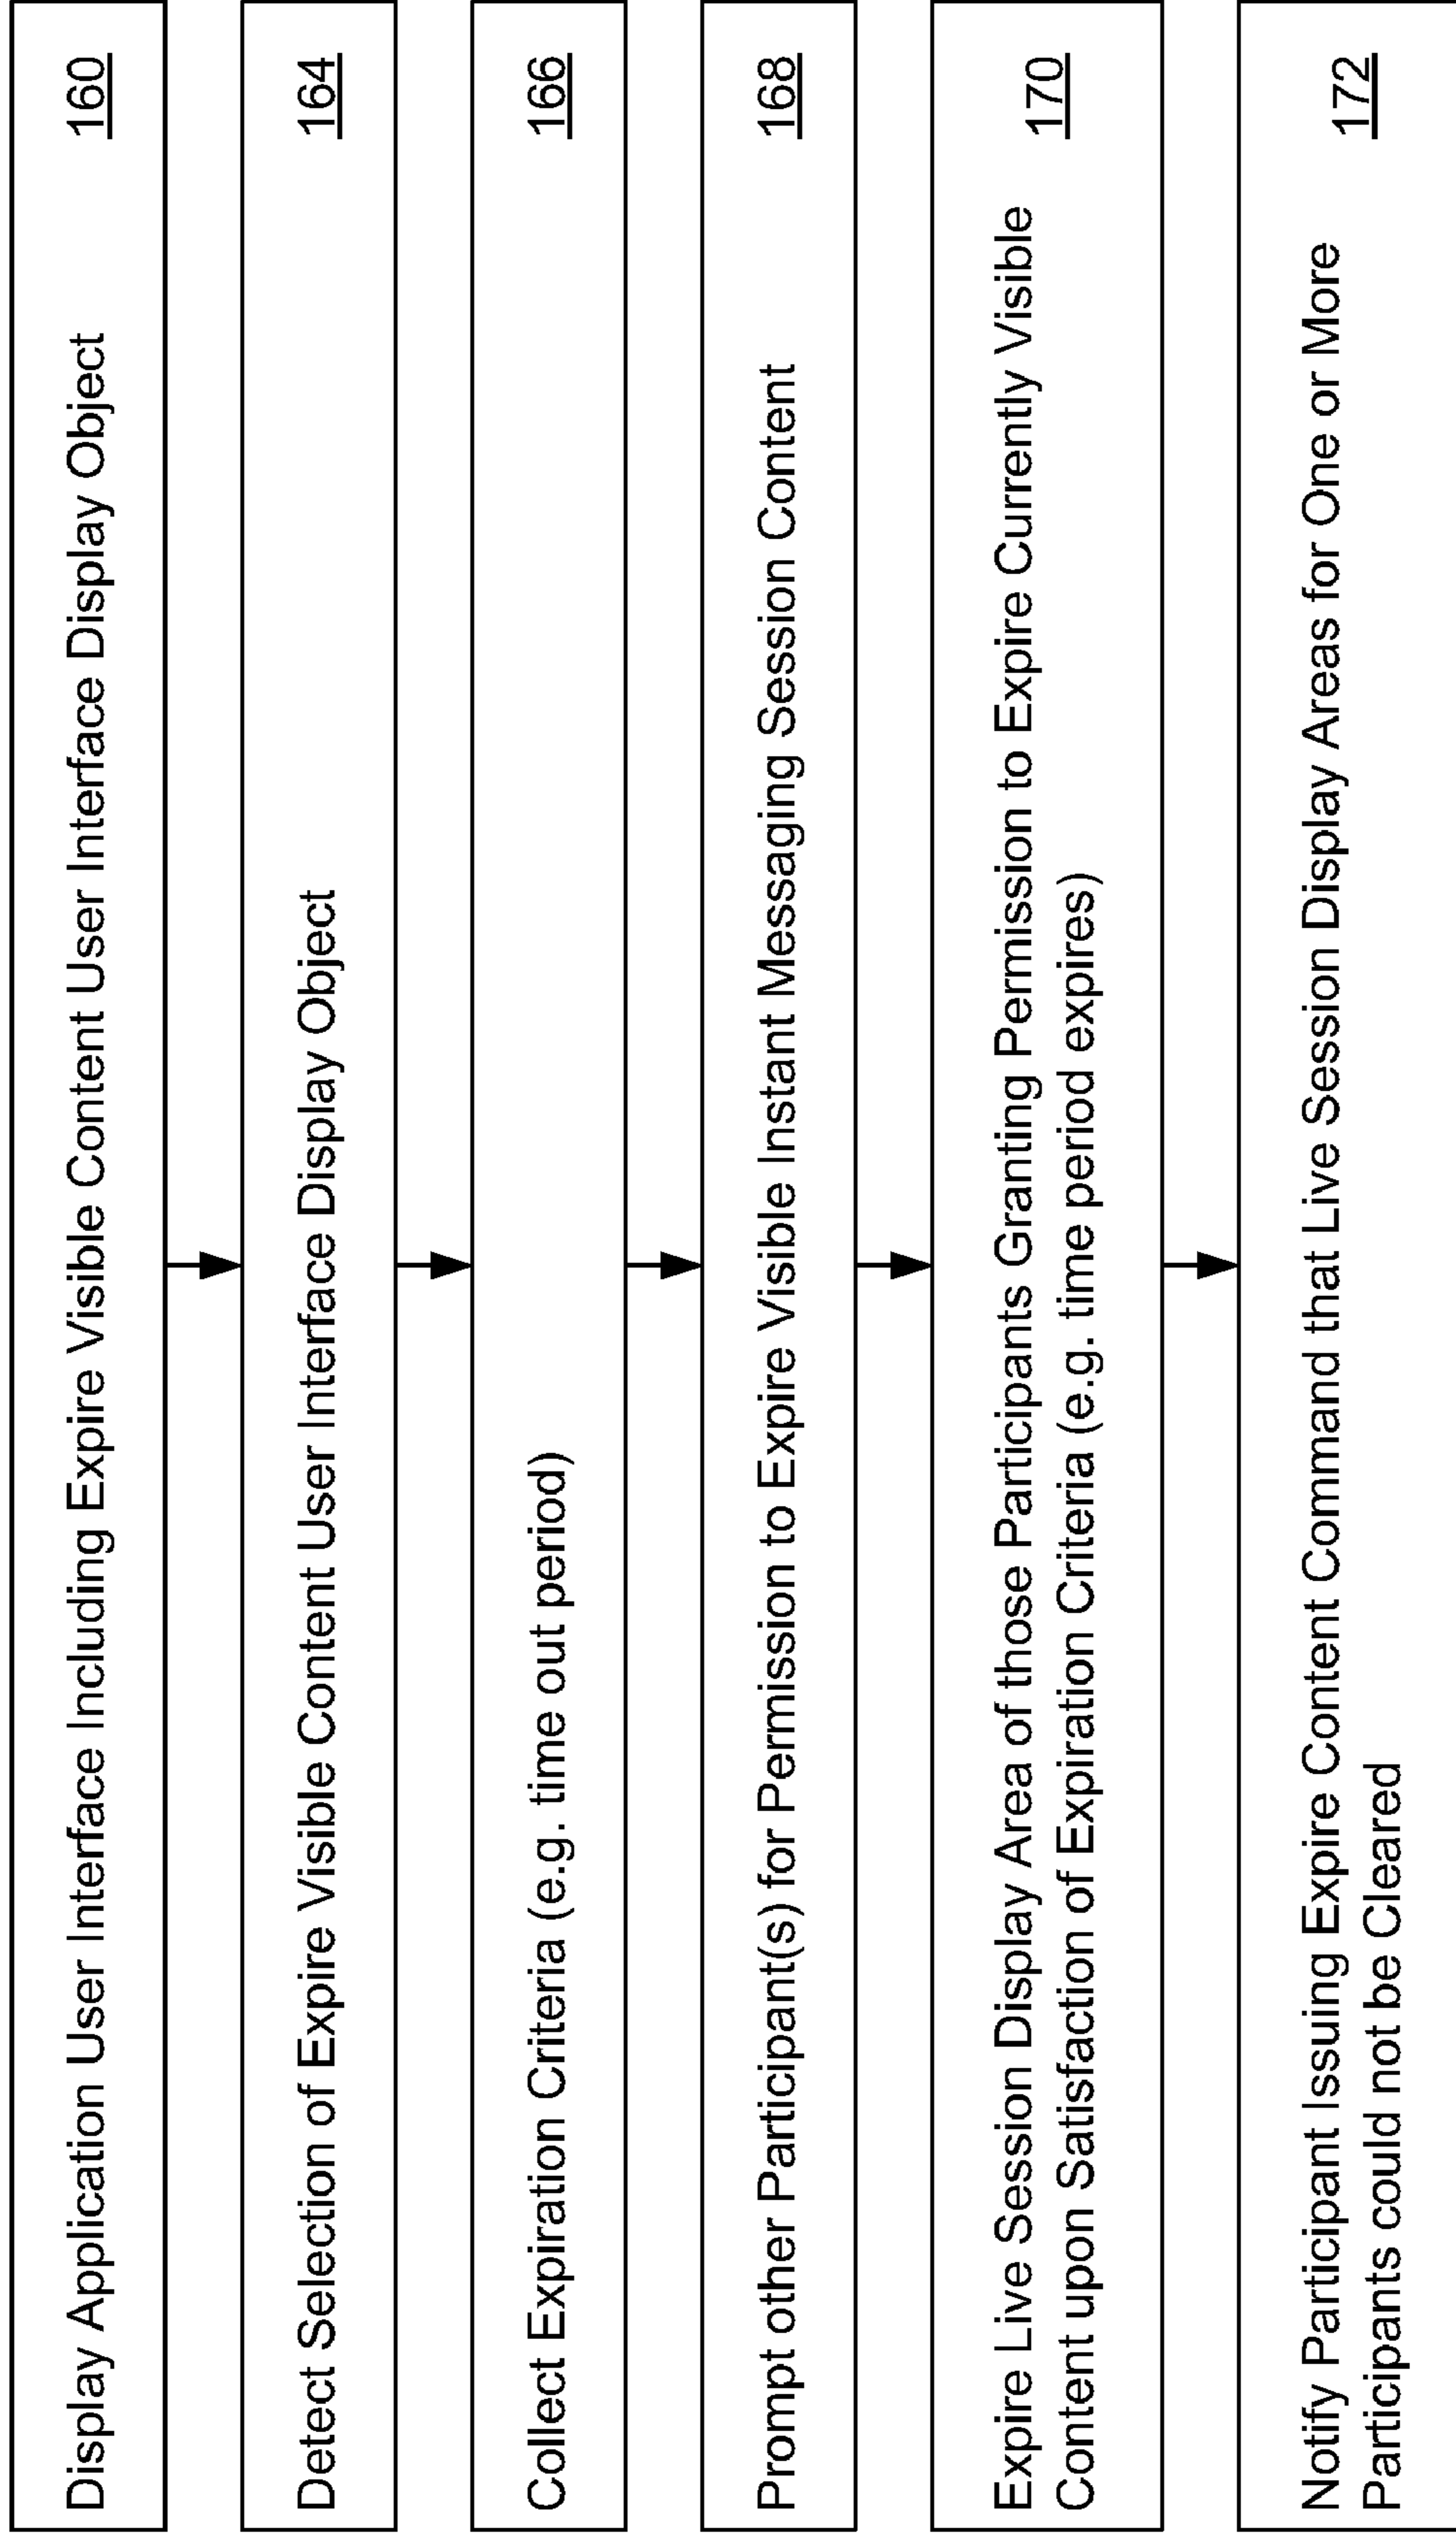 Display Application User Interface Including Expire Visible Content User Interface Display Object 160
Detect Selection of Expire Visible Content User Interface Display Object 164
Collect Expiration Criteria (e.g. time out period) 166
Prompt other Participant(s) for Permission to Expire Visible Instant Messaging Session Content 168
Expire Live Session Display Area of those Participants Granting Permission to Expire Currently Visible 170
Content upon Satisfaction of Expiration Criteria (e.g. time period expires)
Notify Participant Issuing Expire Content Command that Live Session Display Areas for One or More 172
Participants could not be Cleared